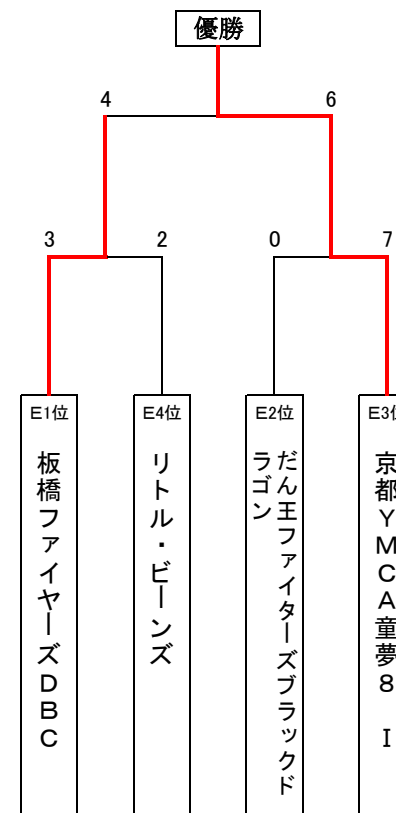 優勝
4 6
3 2 0 7
E1位 E4位 E2位 E3位
板橋ファイヤーズDBC
リトル・ビーンズ
だん王ファイターズブラックド
ラゴン
京都YMCA童夢8 I